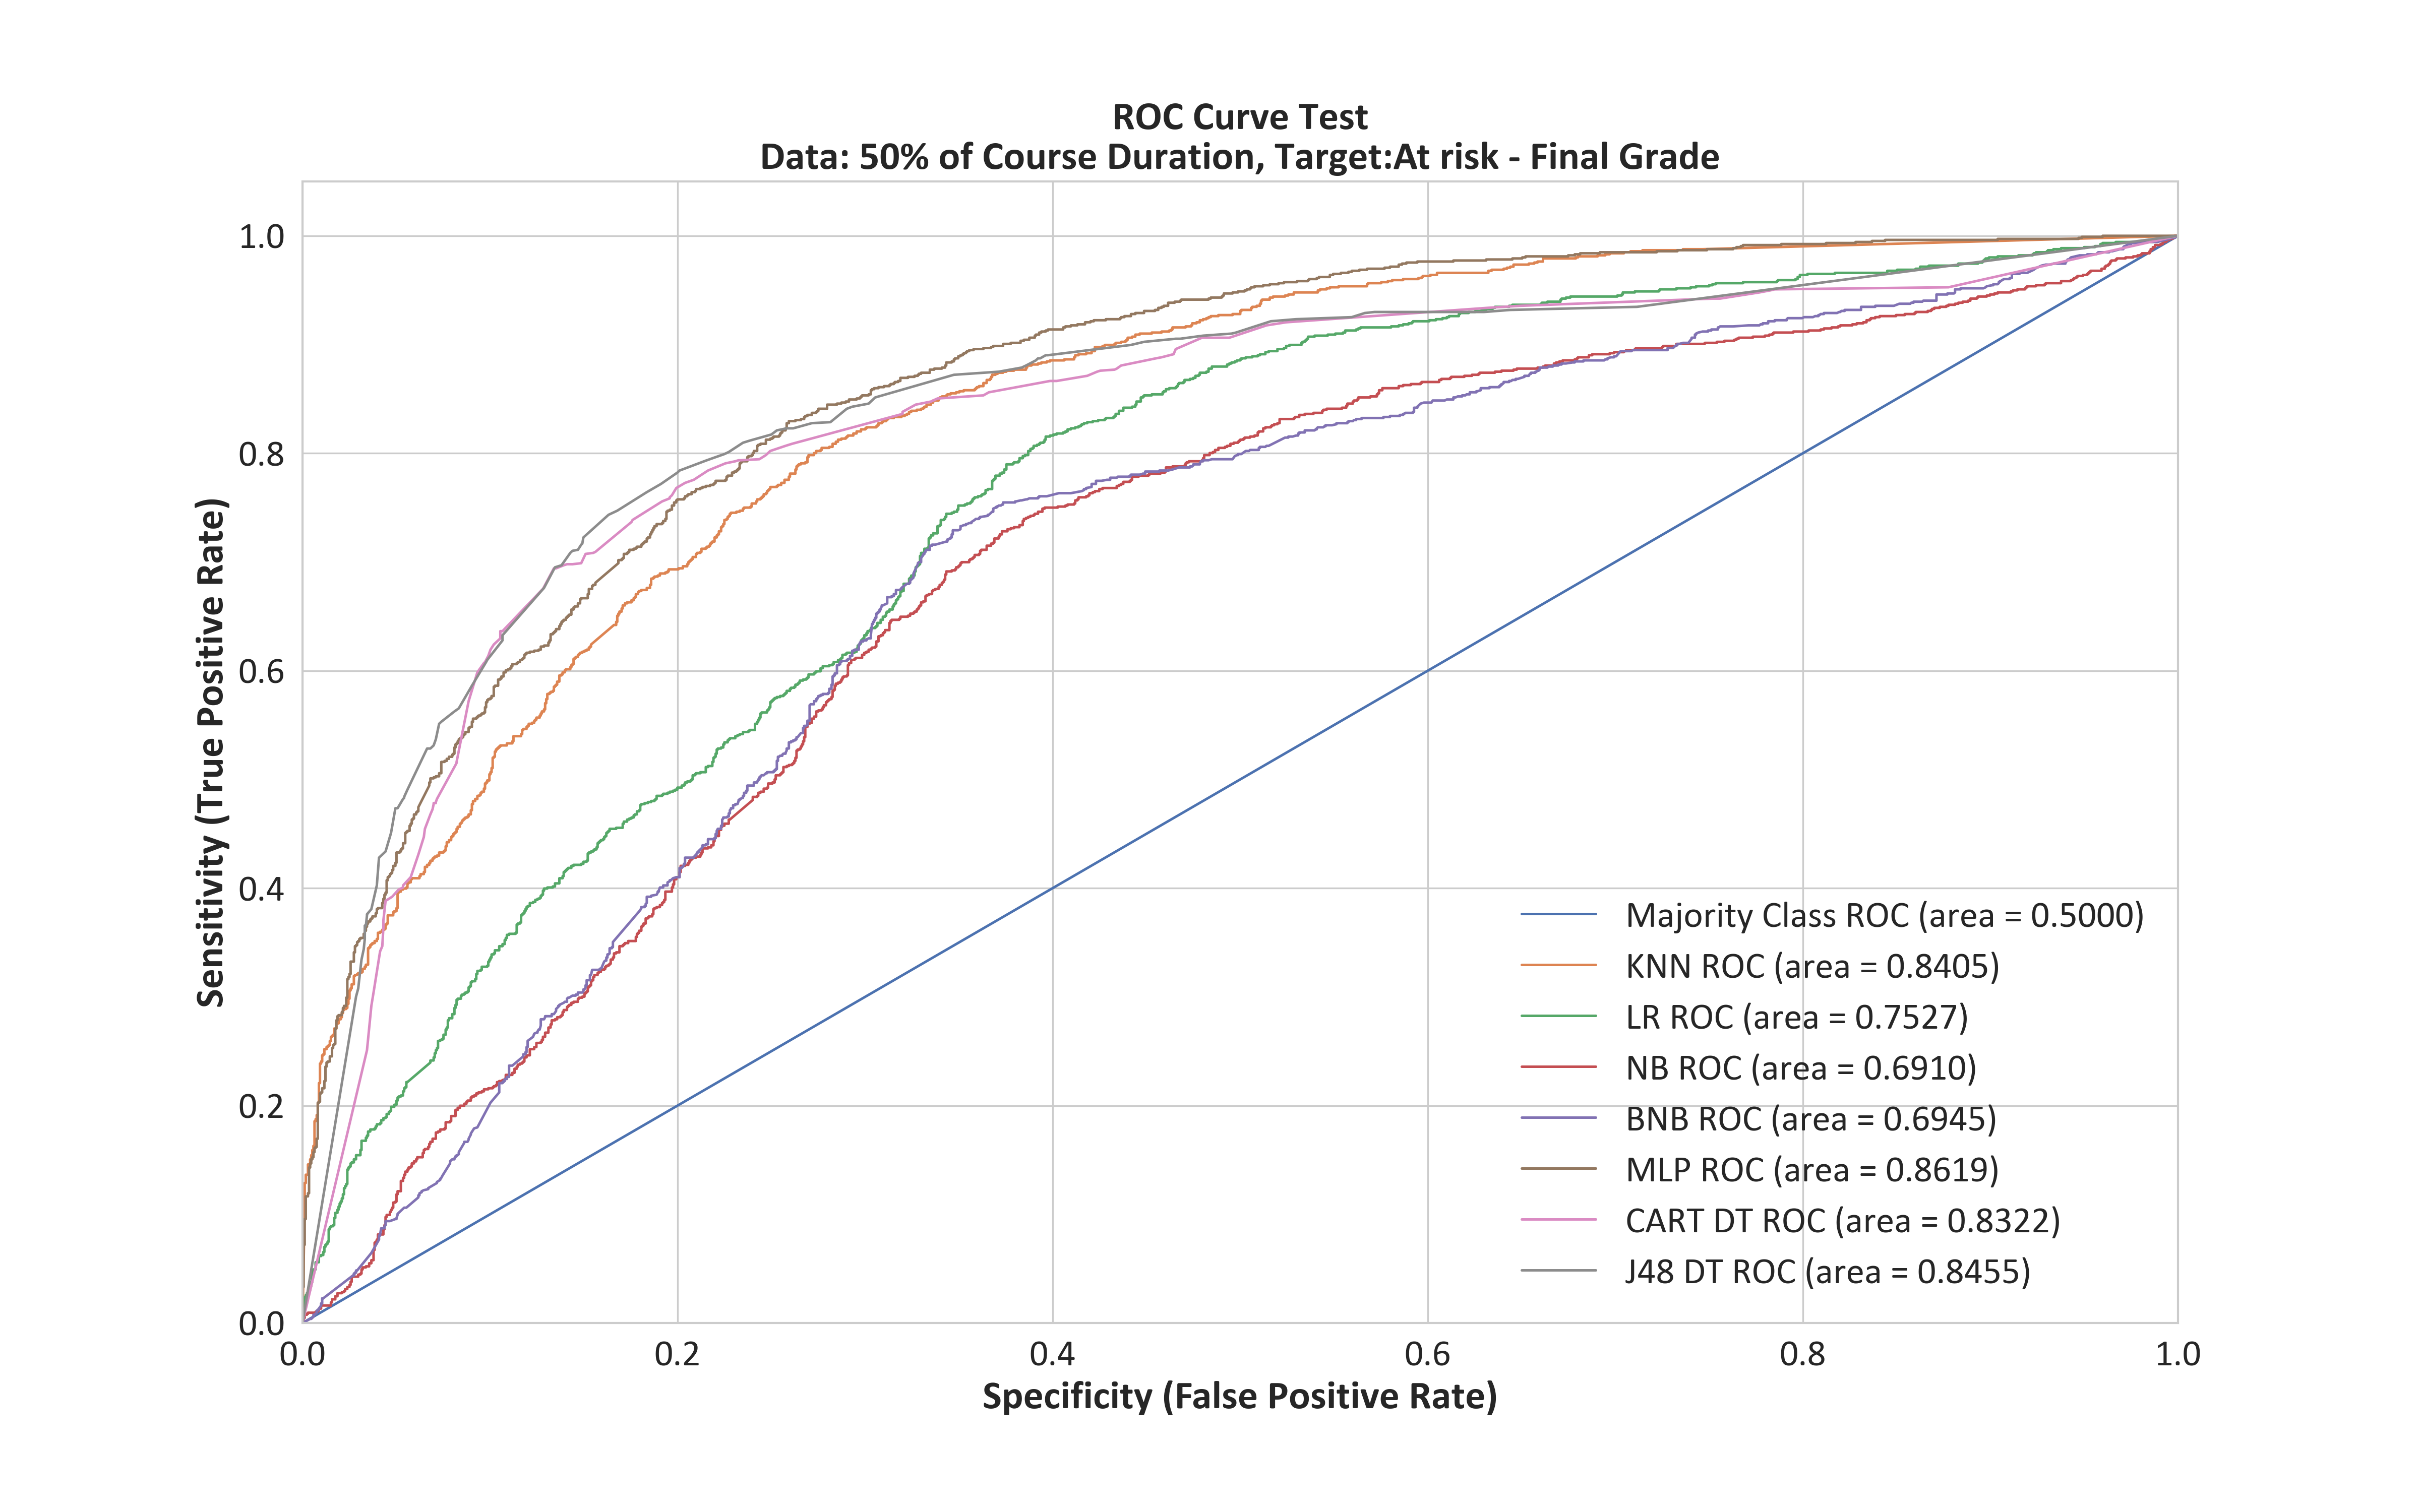 ROC Curve Test
Data: 50% of Course Duration, Target:At risk - Final Grade
Sensitivity (True Positive Rate)
1.0
0.8
0.6
0.4
0.2
0.0
0.0 0.2 0.4 0.6 0.8 1.0
Specificity (False Positive Rate)
Majority Class ROC (area = 0.5000)
KNN ROC (area = 0.8405)
LR ROC (area = 0.7527)
NB ROC (area = 0.6910)
BNB ROC (area = 0.6945)
MLP ROC (area = 0.8619)
CART DT ROC (area = 0.8322)
J48 DT ROC (area = 0.8455)